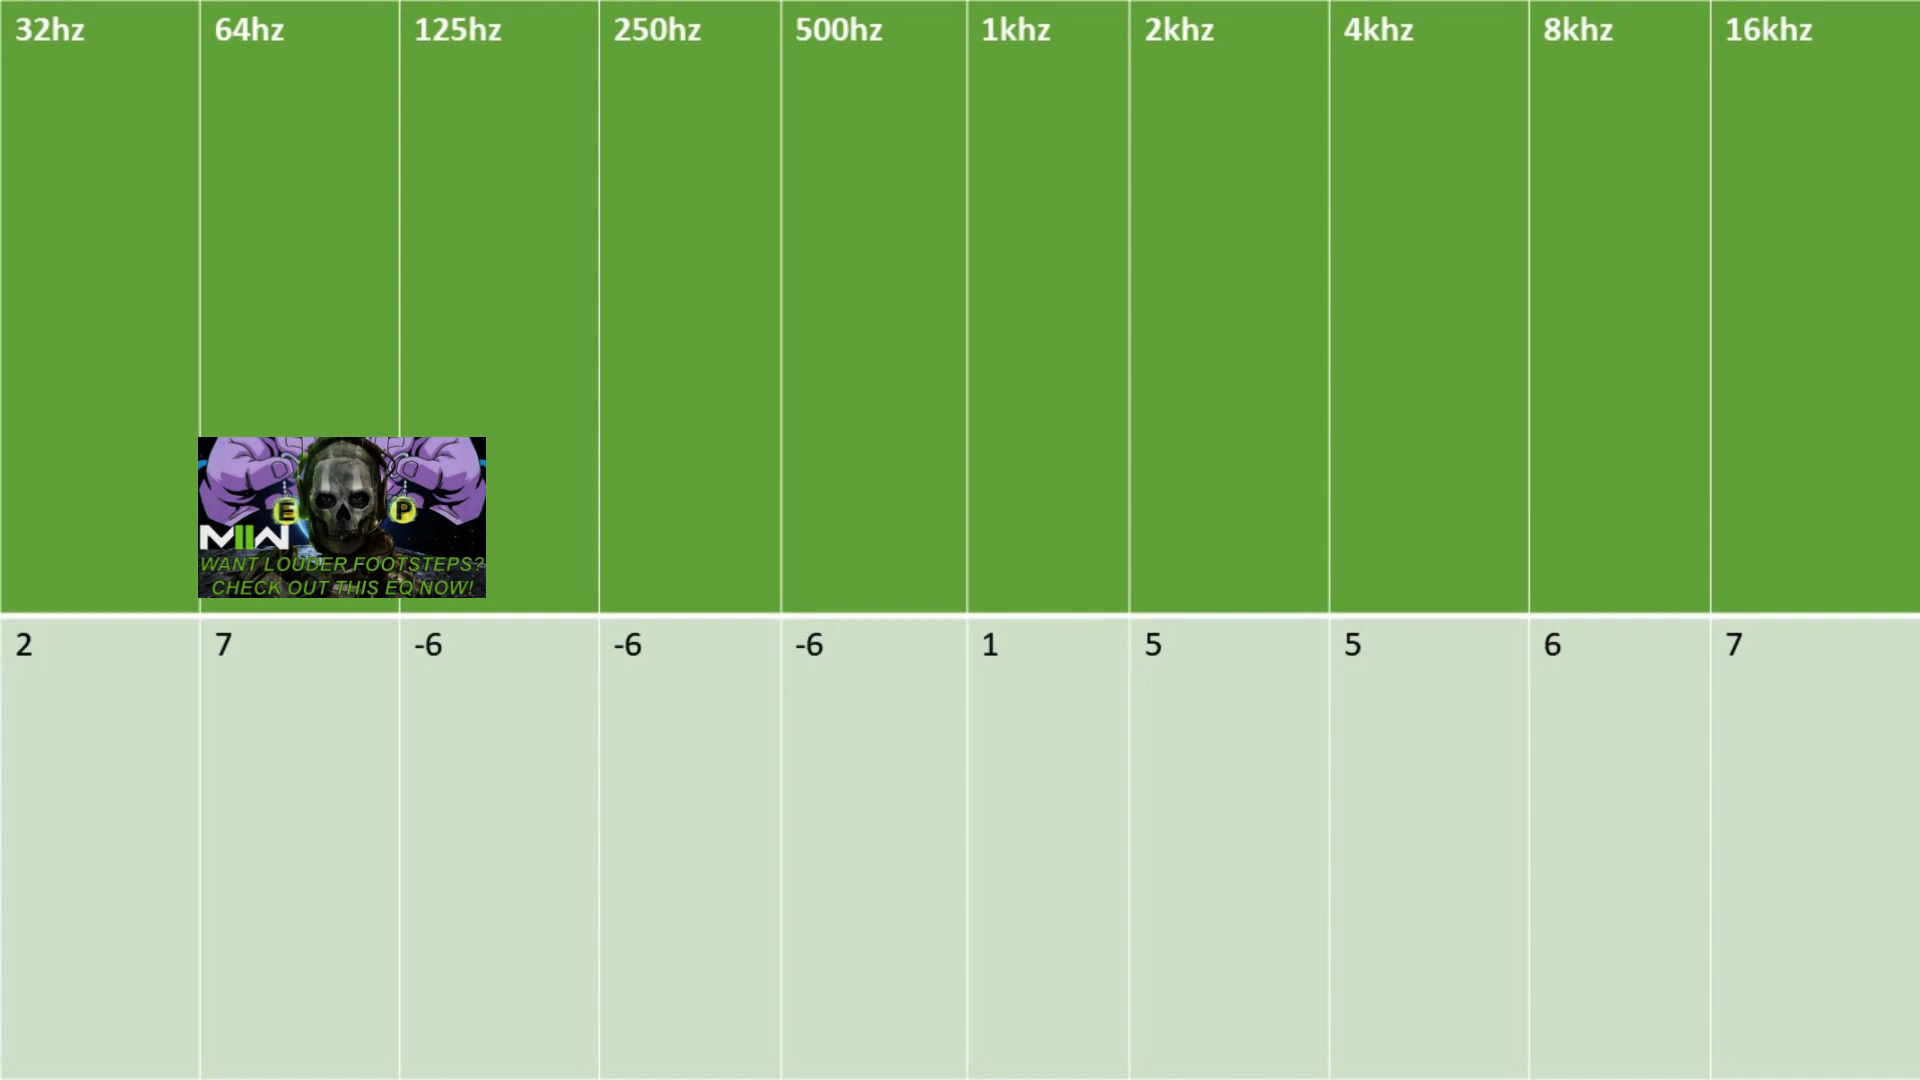 32hz 64hz 125hz 250hz 500hz 1khz 2khz 4khz 8khz 16khz
E P
MIIW
WANT LOUDER FOOTSTEPS?
CHECK OUT THIS EQ NOW!
2 7 -6 -6 -6 1 5 5 6 7